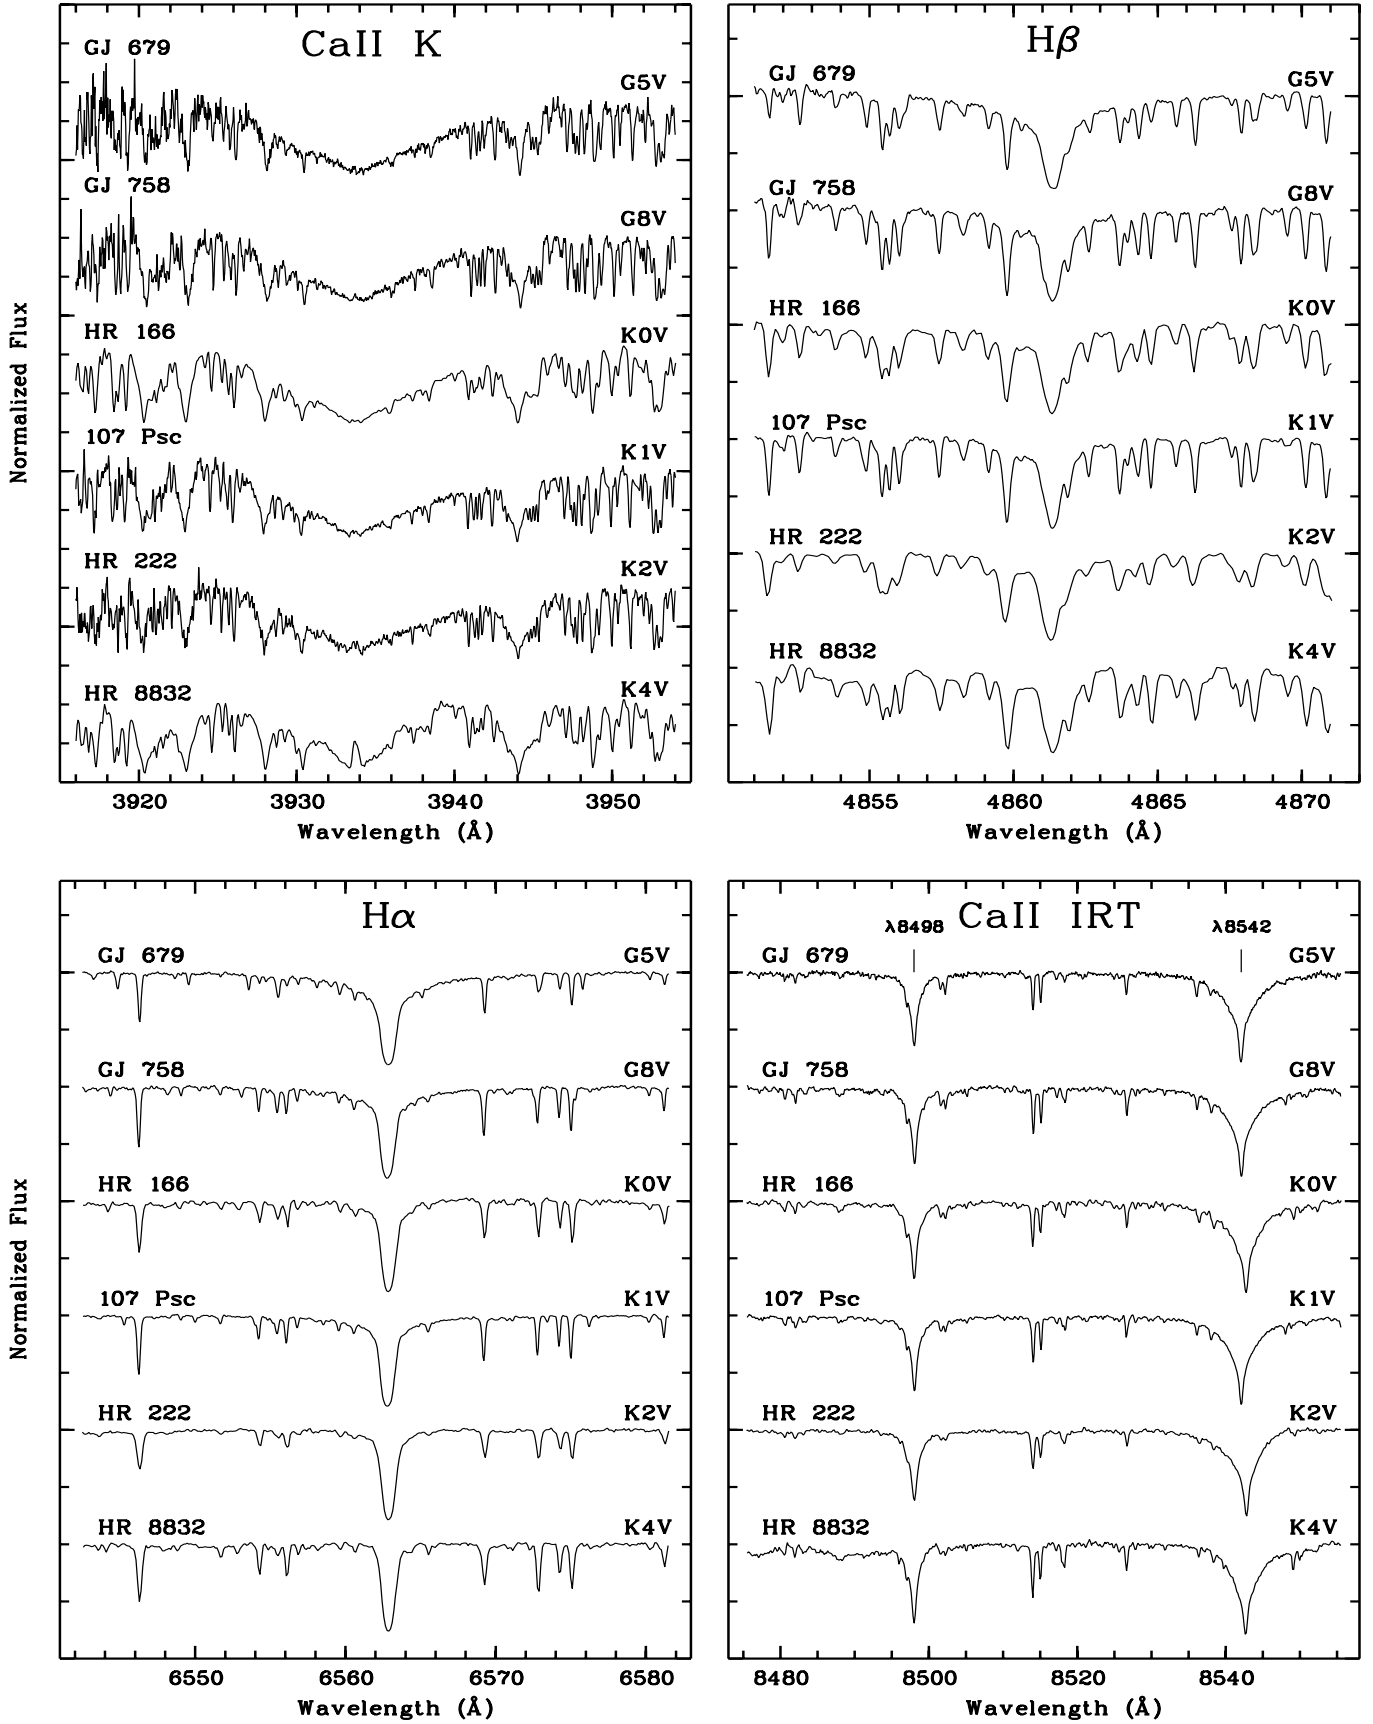 CaII K
GJ 679 G5V
GJ 758 G8V
HR 166 K0V
107 Psc K1V
HR 222 K2V
HR 8832 K4V
3920 3930 3940 3950
Wavelength (Å)
Normalized Flux
Hβ
GJ 679 G5V
GJ 758 G8V
HR 166 K0V
107 Psc K1V
HR 222 K2V
HR 8832 K4V
4855 4860 4865 4870
Wavelength (Å)
Hα
GJ 679 G5V
GJ 758 G8V
HR 166 K0V
107 Psc K1V
HR 222 K2V
HR 8832 K4V
6550 6560 6570 6580
Wavelength (Å)
Normalized Flux
CaII IRT
λ8498 λ8542
GJ 679 G5V
GJ 758 G8V
HR 166 K0V
107 Psc K1V
HR 222 K2V
HR 8832 K4V
8480 8500 8520 8540
Wavelength (Å)